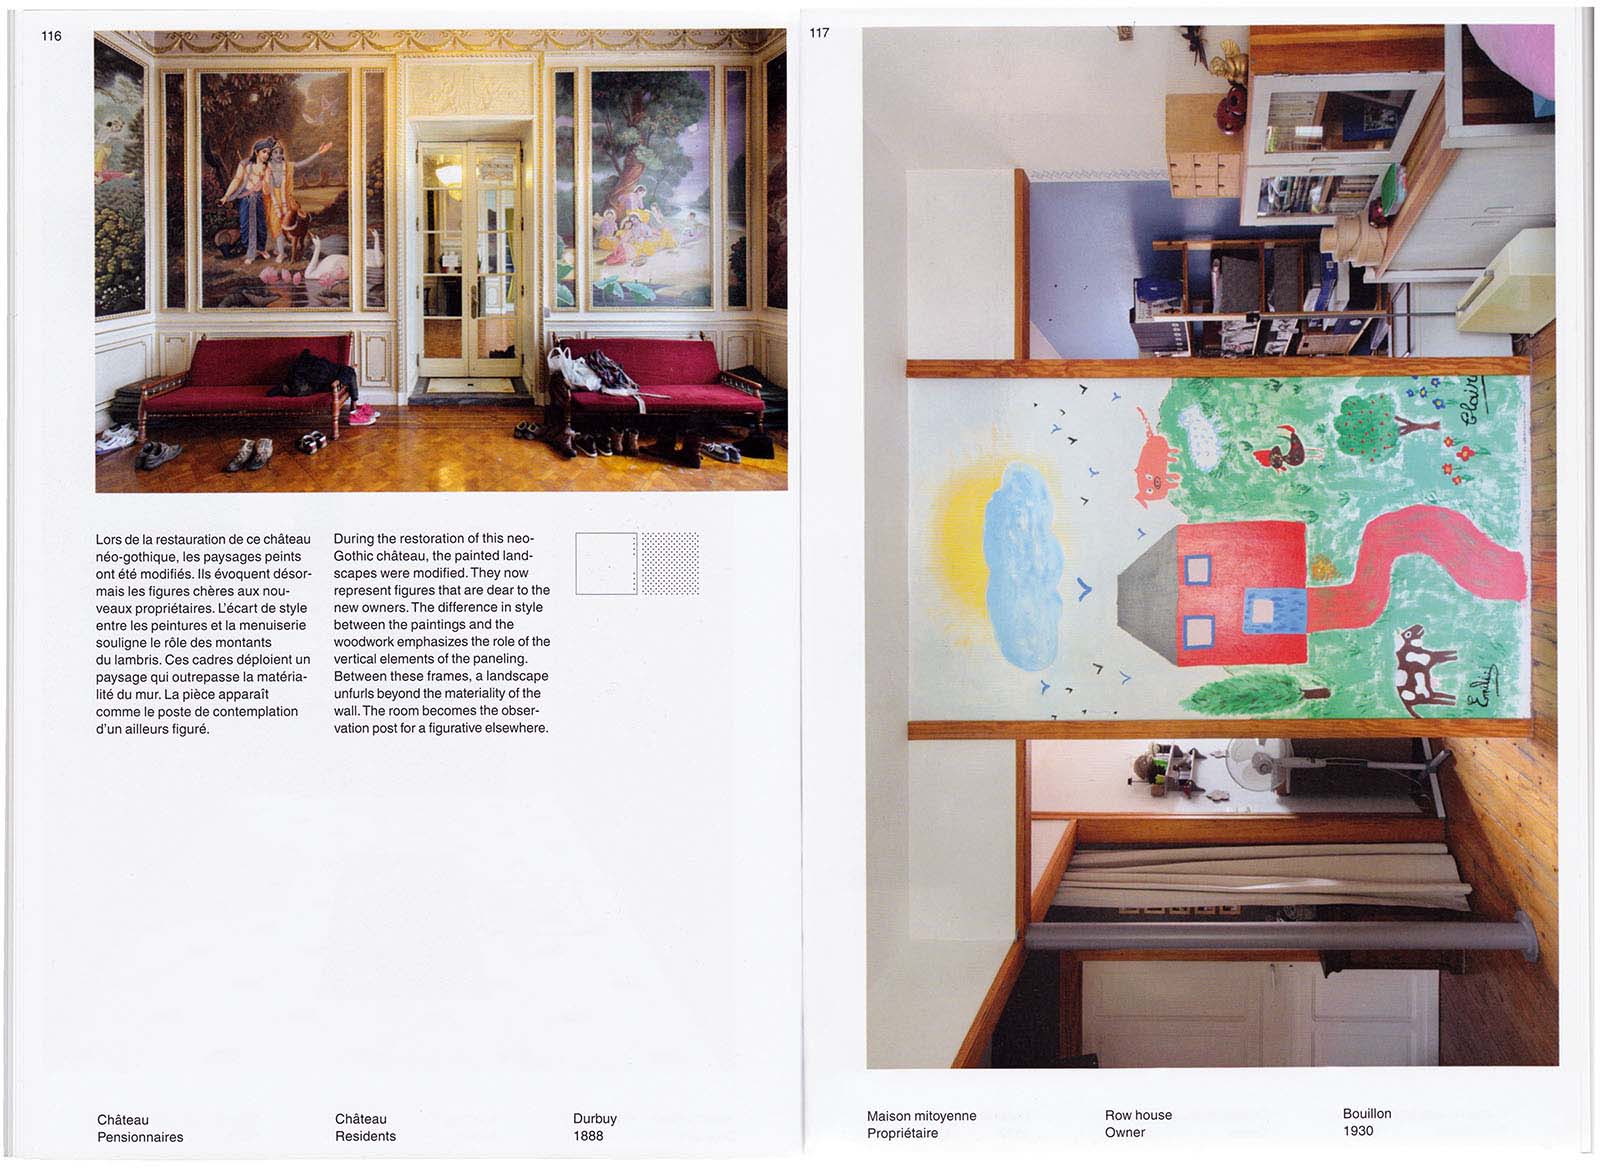 116
Lors de la restauration de ce château
néo-gothique, les paysages peints
ont été modifiés. Ils évoquent désor-
mais les figures chères aux nou-
veaux propriétaires. L’écart de style
entre les peintures et la menuiserie
souligne le rôle des montants
du lambris. Ces cadres déploient un
paysage qui outrepasse la matéria-
lité du mur. La pièce apparaît
comme le poste de contemplation
d’un ailleurs figuré.
During the restoration of this neo-
Gothic château, the painted land-
scapes were modified. They now
represent figures that are dear to the
new owners. The difference in style
between the paintings and the
woodwork emphasizes the role of the
vertical elements of the paneling.
Between these frames, a landscape
unfurls beyond the materiality of the
wall. The room becomes the obser-
vation post for a figurative elsewhere.
Château
Pensionnaires
Château
Residents
Durbuy
1888
117
Maison mitoyenne
Propriétaire
Row house
Owner
Bouillon
1930